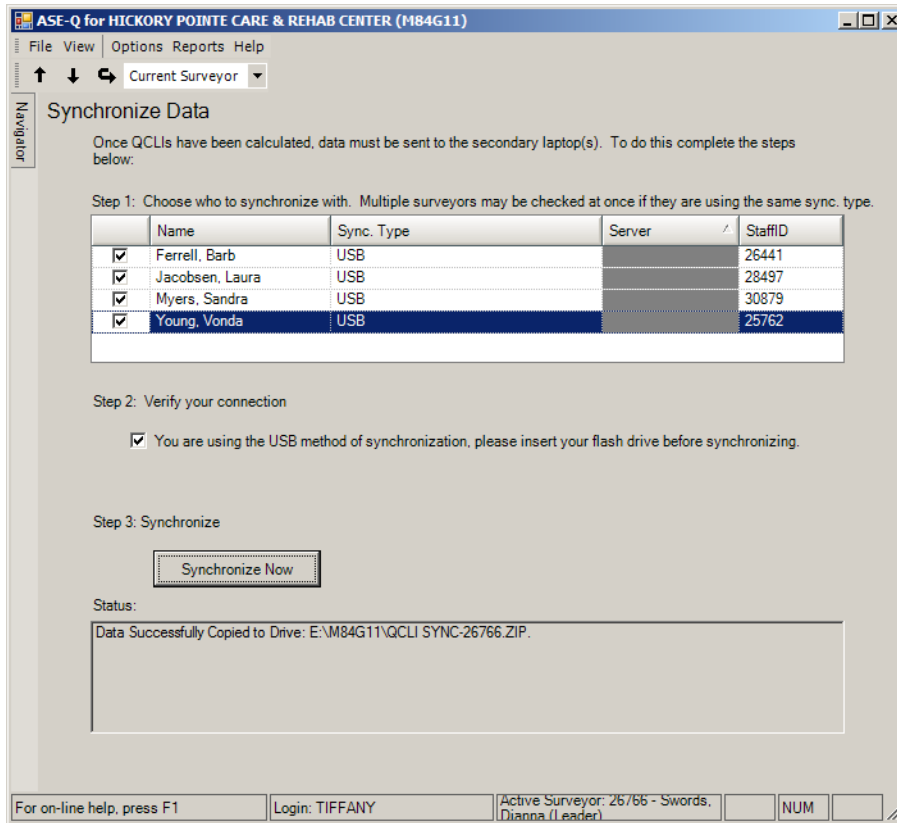 ASE-Q for HICKORY POINTE CARE & REHAB CENTER (M84G11)
File View Options Reports Help
Current Surveyor
Navigator
Synchronize Data
Once QCLIs have been calculated, data must be sent to the secondary laptop(s). To do this complete the steps
below:
Step 1: Choose who to synchronize with. Multiple surveyors may be checked at once if they are using the same sync. type.
Name Sync. Type Server StaffID
Ferrell, Barb USB 26441
Jacobsen, Laura USB 28497
Myers, Sandra USB 30879
Young, Vonda USB 25762
Step 2: Verify your connection
You are using the USB method of synchronization, please insert your flash drive before synchronizing.
Step 3: Synchronize
Synchronize Now
Status:
Data Successfully Copied to Drive: E:\M84G11\QCLI SYNC-26766.ZIP.
For on-line help, press F1
Login: TIFFANY
Active Surveyor: 26766 - Swords,
Dianna (Leader)
NUM